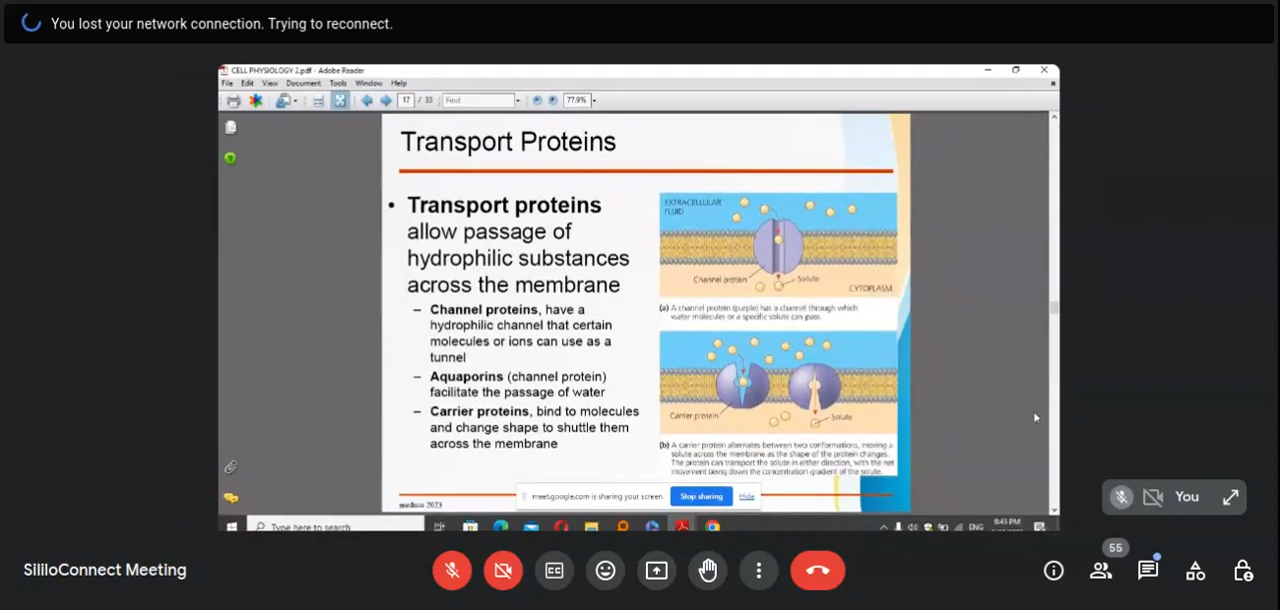 You lost your network connection. Trying to reconnect.
CELL PHYSIOLOGY 2.pdf - Adobe Reader
File Edit View Document Tools Window Help
17 / 33 Find 77.9%
Transport Proteins
• Transport proteins
allow passage of
hydrophilic substances
across the membrane
– Channel proteins, have a
hydrophilic channel that certain
molecules or ions can use as a
tunnel
– Aquaporins (channel protein)
facilitate the passage of water
– Carrier proteins, bind to molecules
and change shape to shuttle them
across the membrane
EXTRACELLULAR
FLUID
Channel protein
Solute
CYTOPLASM
(a) A channel protein (purple) has a channel through which
water molecules or a specific solute can pass.
Carrier protein
Solute
(b) A carrier protein alternates between two conformations, moving a
solute across the membrane as the shape of the protein changes.
The protein can transport the solute in either direction, with the net
movement being down the concentration gradient of the solute.
meet.google.com is sharing your screen.
Stop sharing
Hide
2023
Type here to search
ENG
8:43 PM
You
SililoConnect Meeting
55